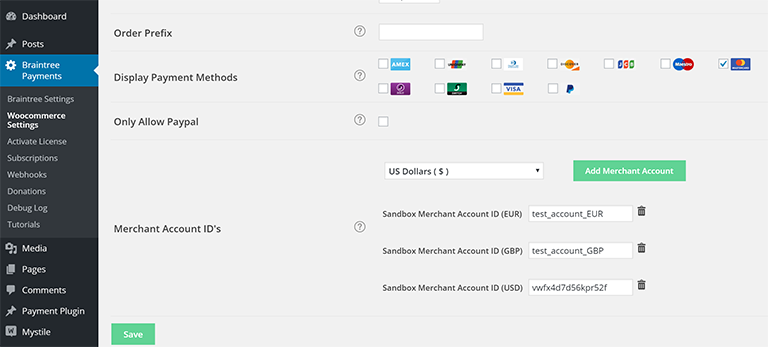 Dashboard
Posts
Braintree
Payments
Braintree Settings
Woocommerce
Settings
Activate License
Subscriptions
Webhooks
Donations
Debug Log
Tutorials
Media
Pages
Comments
Payment Plugin
Mystile
Order Prefix
?
Display Payment Methods
?
AMEX
DISCOVER
JCB
Maestro
VISA
Only Allow Paypal
?
US Dollars ( $ )
Add Merchant Account
Merchant Account ID's
?
Sandbox Merchant Account ID (EUR) test_account_EUR
Sandbox Merchant Account ID (GBP) test_account_GBP
Sandbox Merchant Account ID (USD) vwfx4d7d56kpr52f
Save